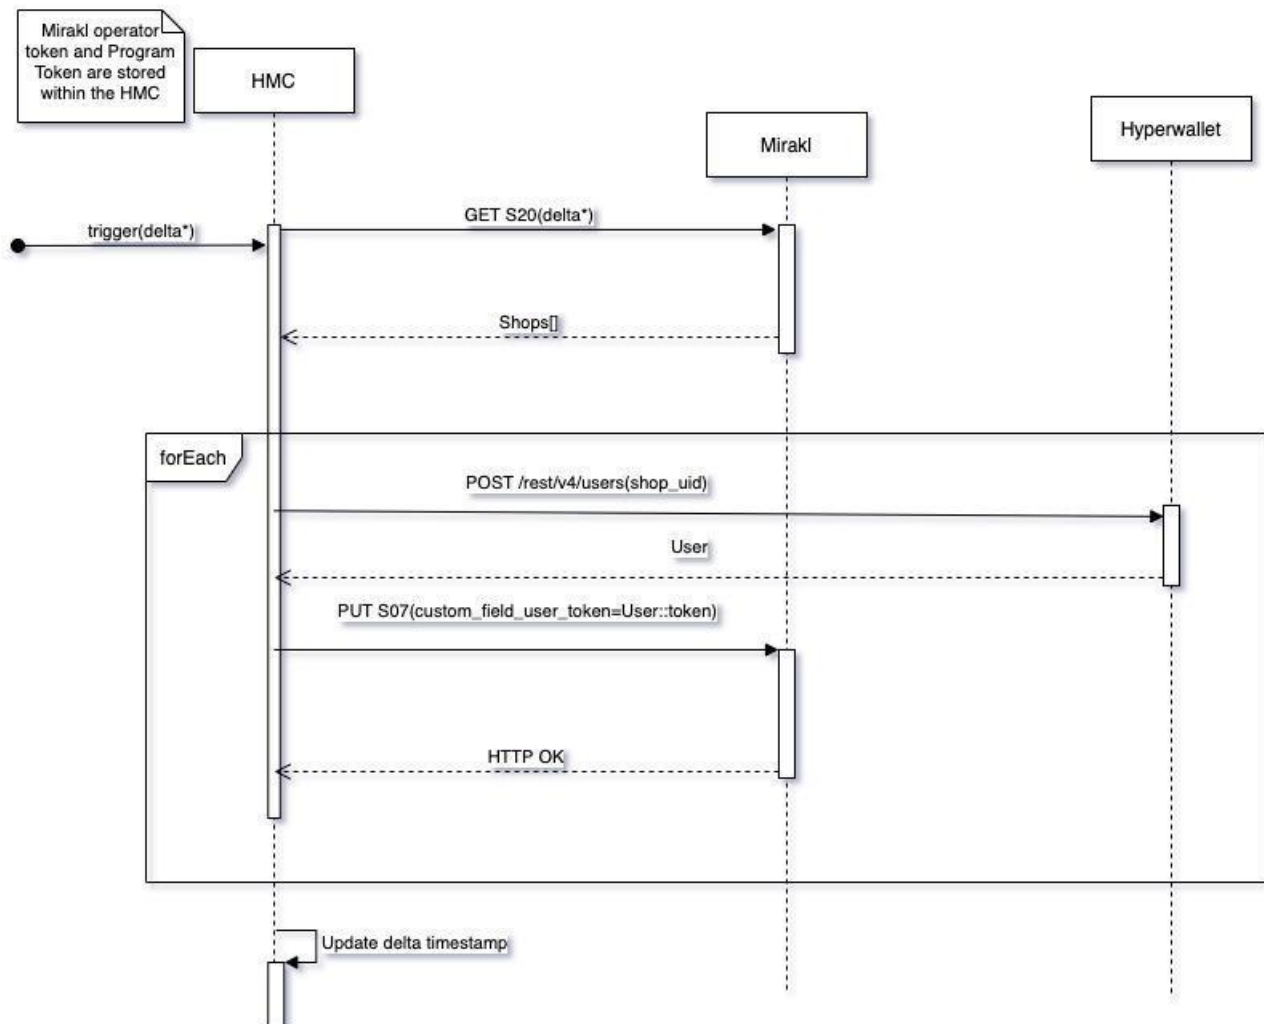 Mirakl operator
token and Program
Token are stored
within the HMC
HMC
Mirakl
Hyperwallet
trigger(delta*)
GET S20(delta*)
Shops[]
forEach
POST /rest/v4/users(shop_uid)
User
PUT S07(custom_field_user_token=User::token)
HTTP OK
Update delta timestamp